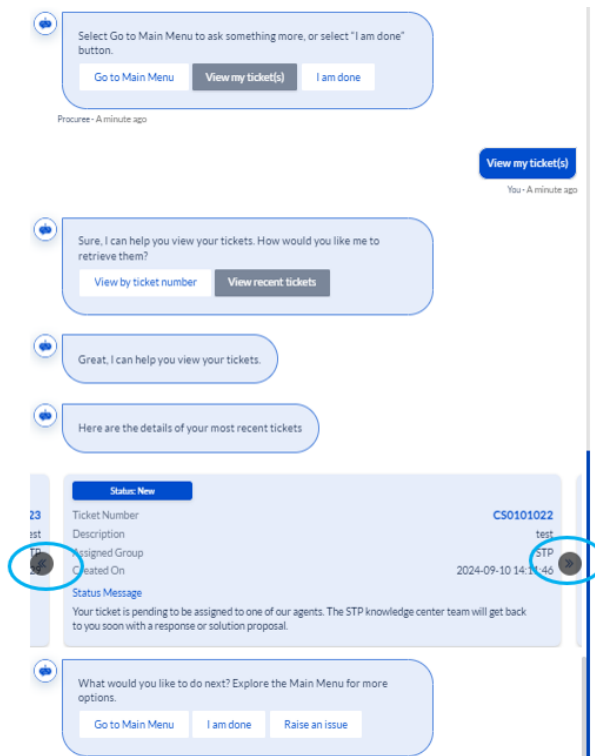 Select Go to Main Menu to ask something more, or select "I am done"
button.
Go to Main Menu View my ticket(s) I am done
Procuree - A minute ago
View my ticket(s)
You - A minute ago
Sure, I can help you view your tickets. How would you like me to
retrieve them?
View by ticket number View recent tickets
Great, I can help you view your tickets.
Here are the details of your most recent tickets
Status: New
23 Ticket Number CS0101022
est Description test
TP Assigned Group STP
29 Created On 2024-09-10 14:11:46
Status Message
Your ticket is pending to be assigned to one of our agents. The STP knowledge center team will get back
to you soon with a response or solution proposal.
What would you like to do next? Explore the Main Menu for more
options.
Go to Main Menu I am done Raise an issue